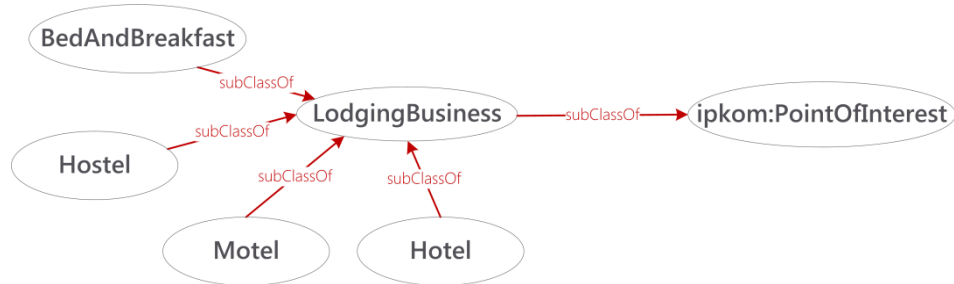 BedAndBreakfast
subClassOf
LodgingBusiness
subClassOf
ipkom:PointOfInterest
subClassOf
Hostel
subClassOf
subClassOf
Motel
Hotel